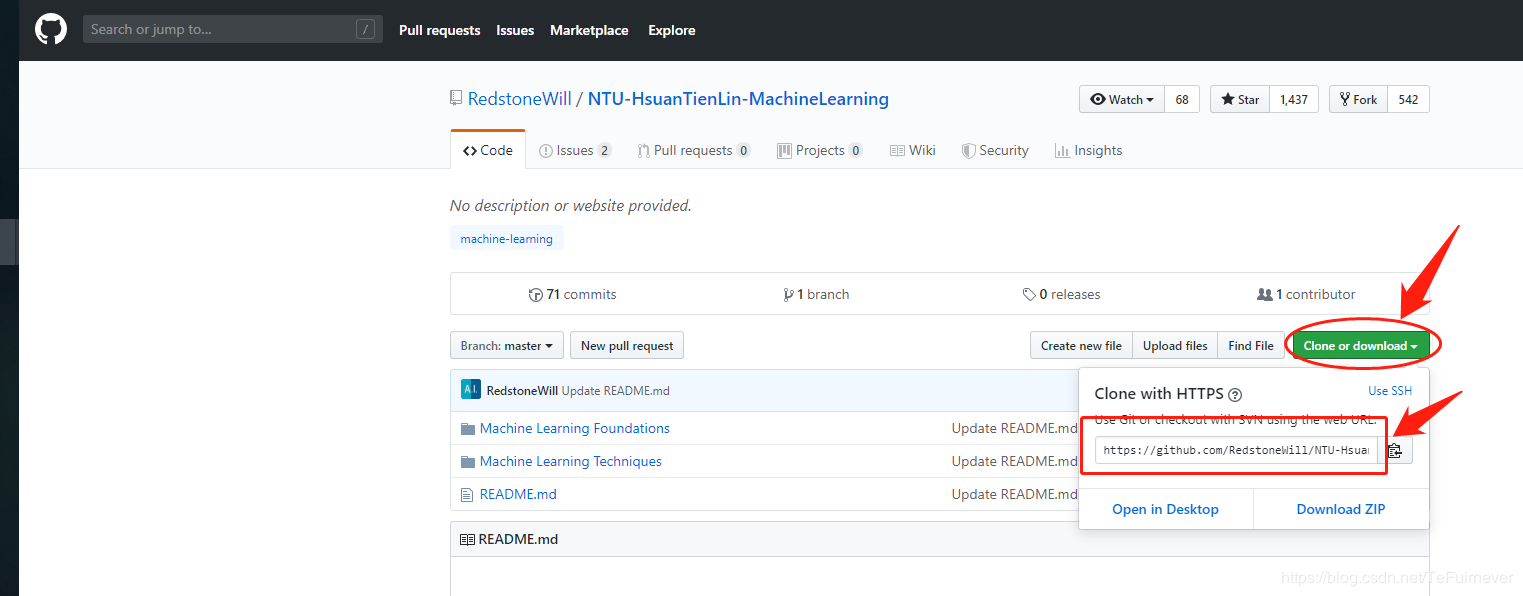 Search or jump to... /
Pull requests Issues Marketplace Explore
RedstoneWill / NTU-HsuanTienLin-MachineLearning
Watch 68 Star 1,437 Fork 542
Code Issues 2 Pull requests 0 Projects 0 Wiki Security Insights
No description or website provided.
machine-learning
71 commits 1 branch 0 releases 1 contributor
Branch: master New pull request Create new file Upload files Find File Clone or download
A.I. RedstoneWill Update README.md
Clone with HTTPS ? Use SSH
Use Git or checkout with SVN using the web URL.
Machine Learning Foundations Update README.md
https://github.com/RedstoneWill/NTU-Hsuan
Machine Learning Techniques Update README.md
README.md Update README.md
Open in Desktop Download ZIP
README.md
https://blog.csdn.net/TeFuirnever